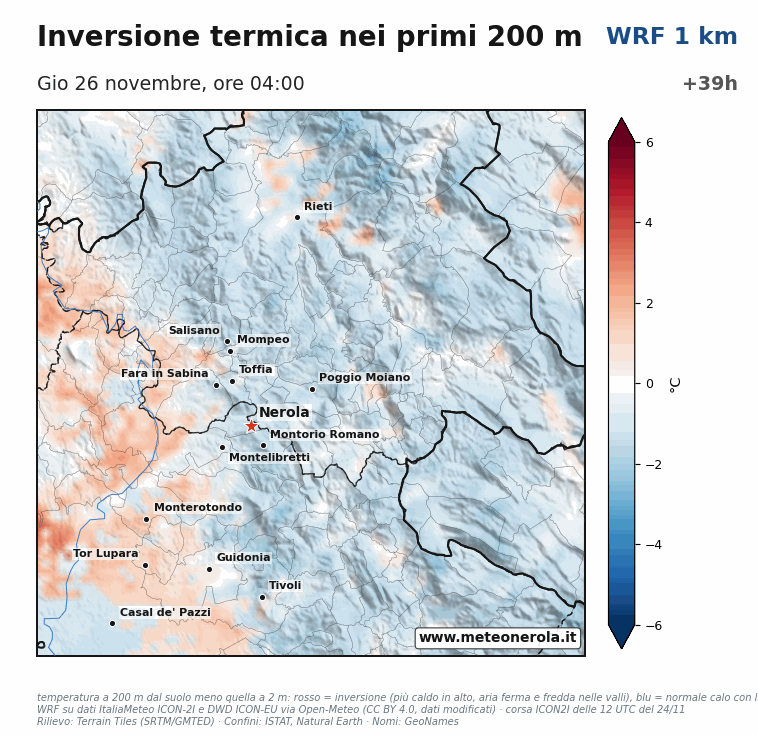 Inversione termica nei primi 200 m
WRF 1 km
Gio 26 novembre, ore 04:00
+39h
Rieti
Salisano
Mompeo
Fara in Sabina
Toffia
Poggio Moiano
Nerola
Montorio Romano
Montelibretti
Monterotondo
Tor Lupara
Guidonia
Tivoli
Casal de' Pazzi
www.meteonerola.it
6
4
2
0
−2
−4
−6
°C
temperatura a 200 m dal suolo meno quella a 2 m: rosso = inversione (più caldo in alto, aria ferma e fredda nelle valli), blu = normale calo con l
WRF su dati ItaliaMeteo ICON-2I e DWD ICON-EU via Open-Meteo (CC BY 4.0, dati modificati) · corsa ICON2I delle 12 UTC del 24/11
Rilievo: Terrain Tiles (SRTM/GMTED) · Confini: ISTAT, Natural Earth · Nomi: GeoNames